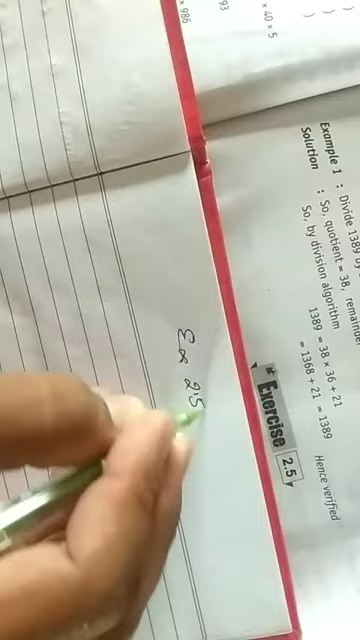 x 986
93
x 40 x 5
)
)
)
Example 1 : Divide 1389 by
Solution : So, quotient = 38, remainder
So, by division algorithm
1389 = 38 x 36 + 21
= 1368 + 21 = 1389 Hence verified
Exercise 2.5
Ex 2.5